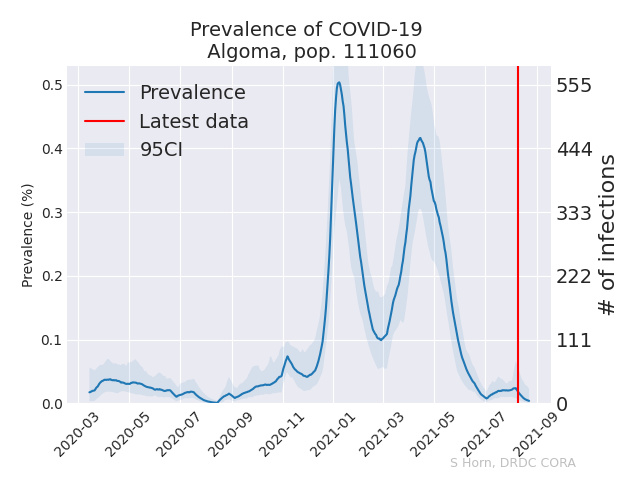 Prevalence of COVID-19
Algoma, pop. 111060
Prevalence
Latest data
95CI
Prevalence (%)
0.5
0.4
0.3
0.2
0.1
0.0
555
444
333
222
111
0
# of infections
2020-03
2020-05
2020-07
2020-09
2020-11
2021-01
2021-03
2021-05
2021-07
2021-09
S Horn, DRDC CORA